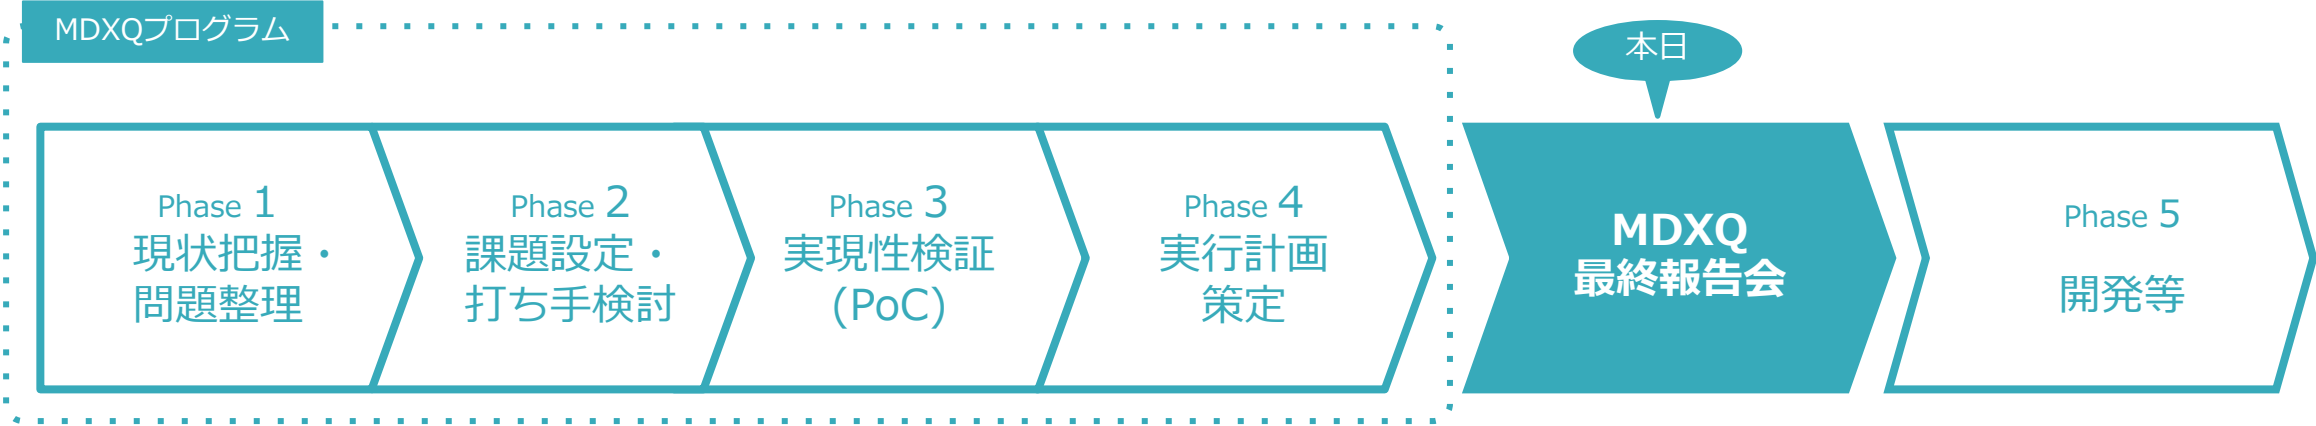 MDXQプログラム
本日
Phase 1
現状把握・
問題整理
Phase 2
課題設定・
打ち手検討
Phase 3
実現性検証
(PoC)
Phase 4
実行計画
策定
MDXQ
最終報告会
Phase 5
開発等